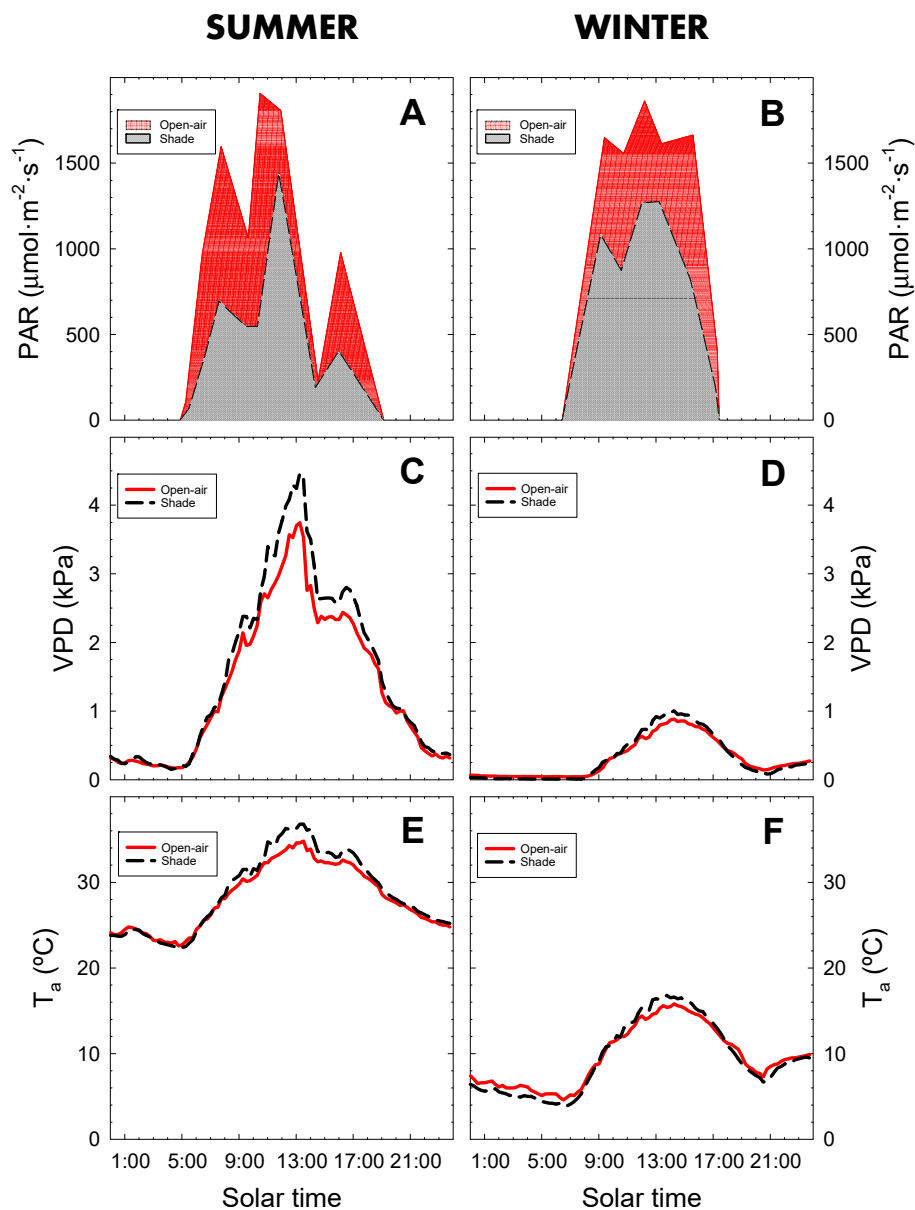 SUMMER WINTER
A
Open-air
Shade
PAR (µmol·m⁻²·s⁻¹)
1500
1000
500
0
B
Open-air
Shade
PAR (µmol·m⁻²·s⁻¹)
1500
1000
500
0
C
Open-air
Shade
VPD (kPa)
4
3
2
1
0
D
Open-air
Shade
VPD (kPa)
4
3
2
1
0
E
Open-air
Shade
Tₐ (ºC)
30
20
10
0
1:00 5:00 9:00 13:00 17:00 21:00
Solar time
F
Open-air
Shade
Tₐ (ºC)
30
20
10
0
1:00 5:00 9:00 13:00 17:00 21:00
Solar time